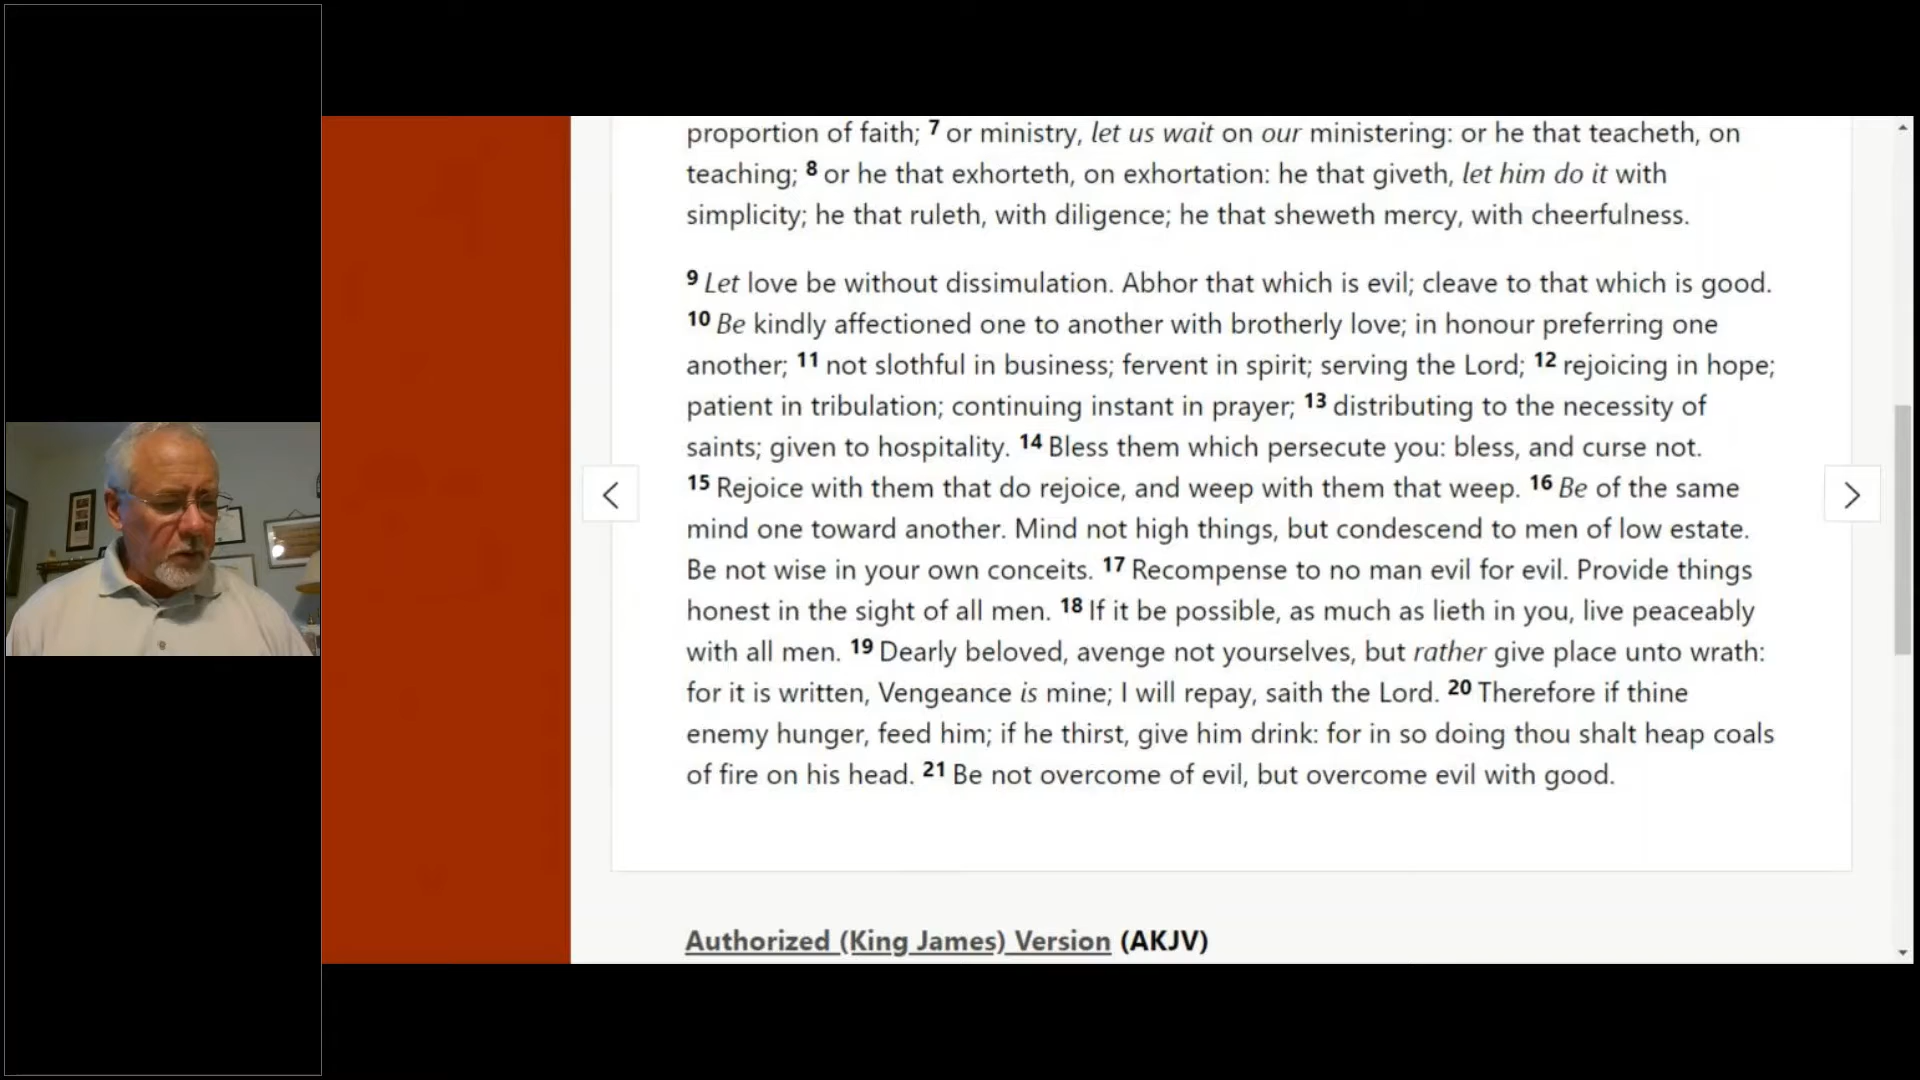 proportion of faith; 7 or ministry, let us wait on our ministering: or he that teacheth, on
teaching; 8 or he that exhorteth, on exhortation: he that giveth, let him do it with
simplicity; he that ruleth, with diligence; he that sheweth mercy, with cheerfulness.
9 Let love be without dissimulation. Abhor that which is evil; cleave to that which is good.
10 Be kindly affectioned one to another with brotherly love; in honour preferring one
another; 11 not slothful in business; fervent in spirit; serving the Lord; 12 rejoicing in hope;
patient in tribulation; continuing instant in prayer; 13 distributing to the necessity of
saints; given to hospitality. 14 Bless them which persecute you: bless, and curse not.
15 Rejoice with them that do rejoice, and weep with them that weep. 16 Be of the same
mind one toward another. Mind not high things, but condescend to men of low estate.
Be not wise in your own conceits. 17 Recompense to no man evil for evil. Provide things
honest in the sight of all men. 18 If it be possible, as much as lieth in you, live peaceably
with all men. 19 Dearly beloved, avenge not yourselves, but rather give place unto wrath:
for it is written, Vengeance is mine; I will repay, saith the Lord. 20 Therefore if thine
enemy hunger, feed him; if he thirst, give him drink: for in so doing thou shalt heap coals
of fire on his head. 21 Be not overcome of evil, but overcome evil with good.
Authorized (King James) Version (AKJV)